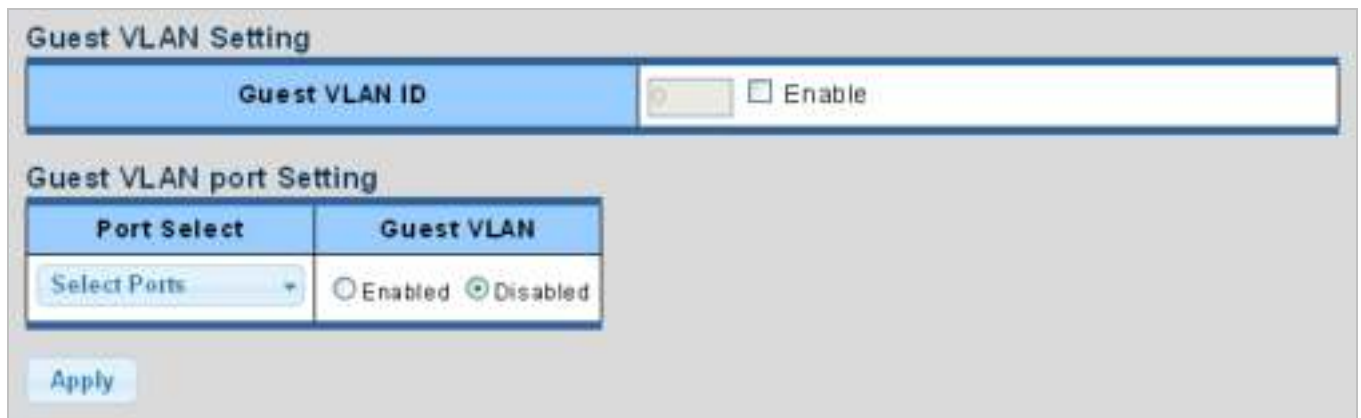 Guest VLAN Setting
Guest VLAN ID
0 Enable
Guest VLAN port Setting
Port Select Guest VLAN
Select Ports Enabled Disabled
Apply